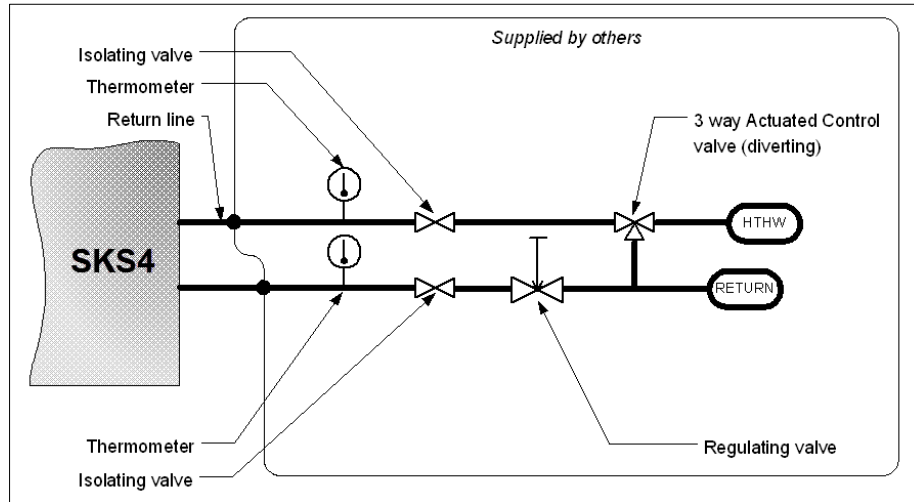 Supplied by others
Isolating valve
Thermometer
Return line
3 way Actuated Control
valve (diverting)
HTHW
SKS4
RETURN
Thermometer
Isolating valve
Regulating valve